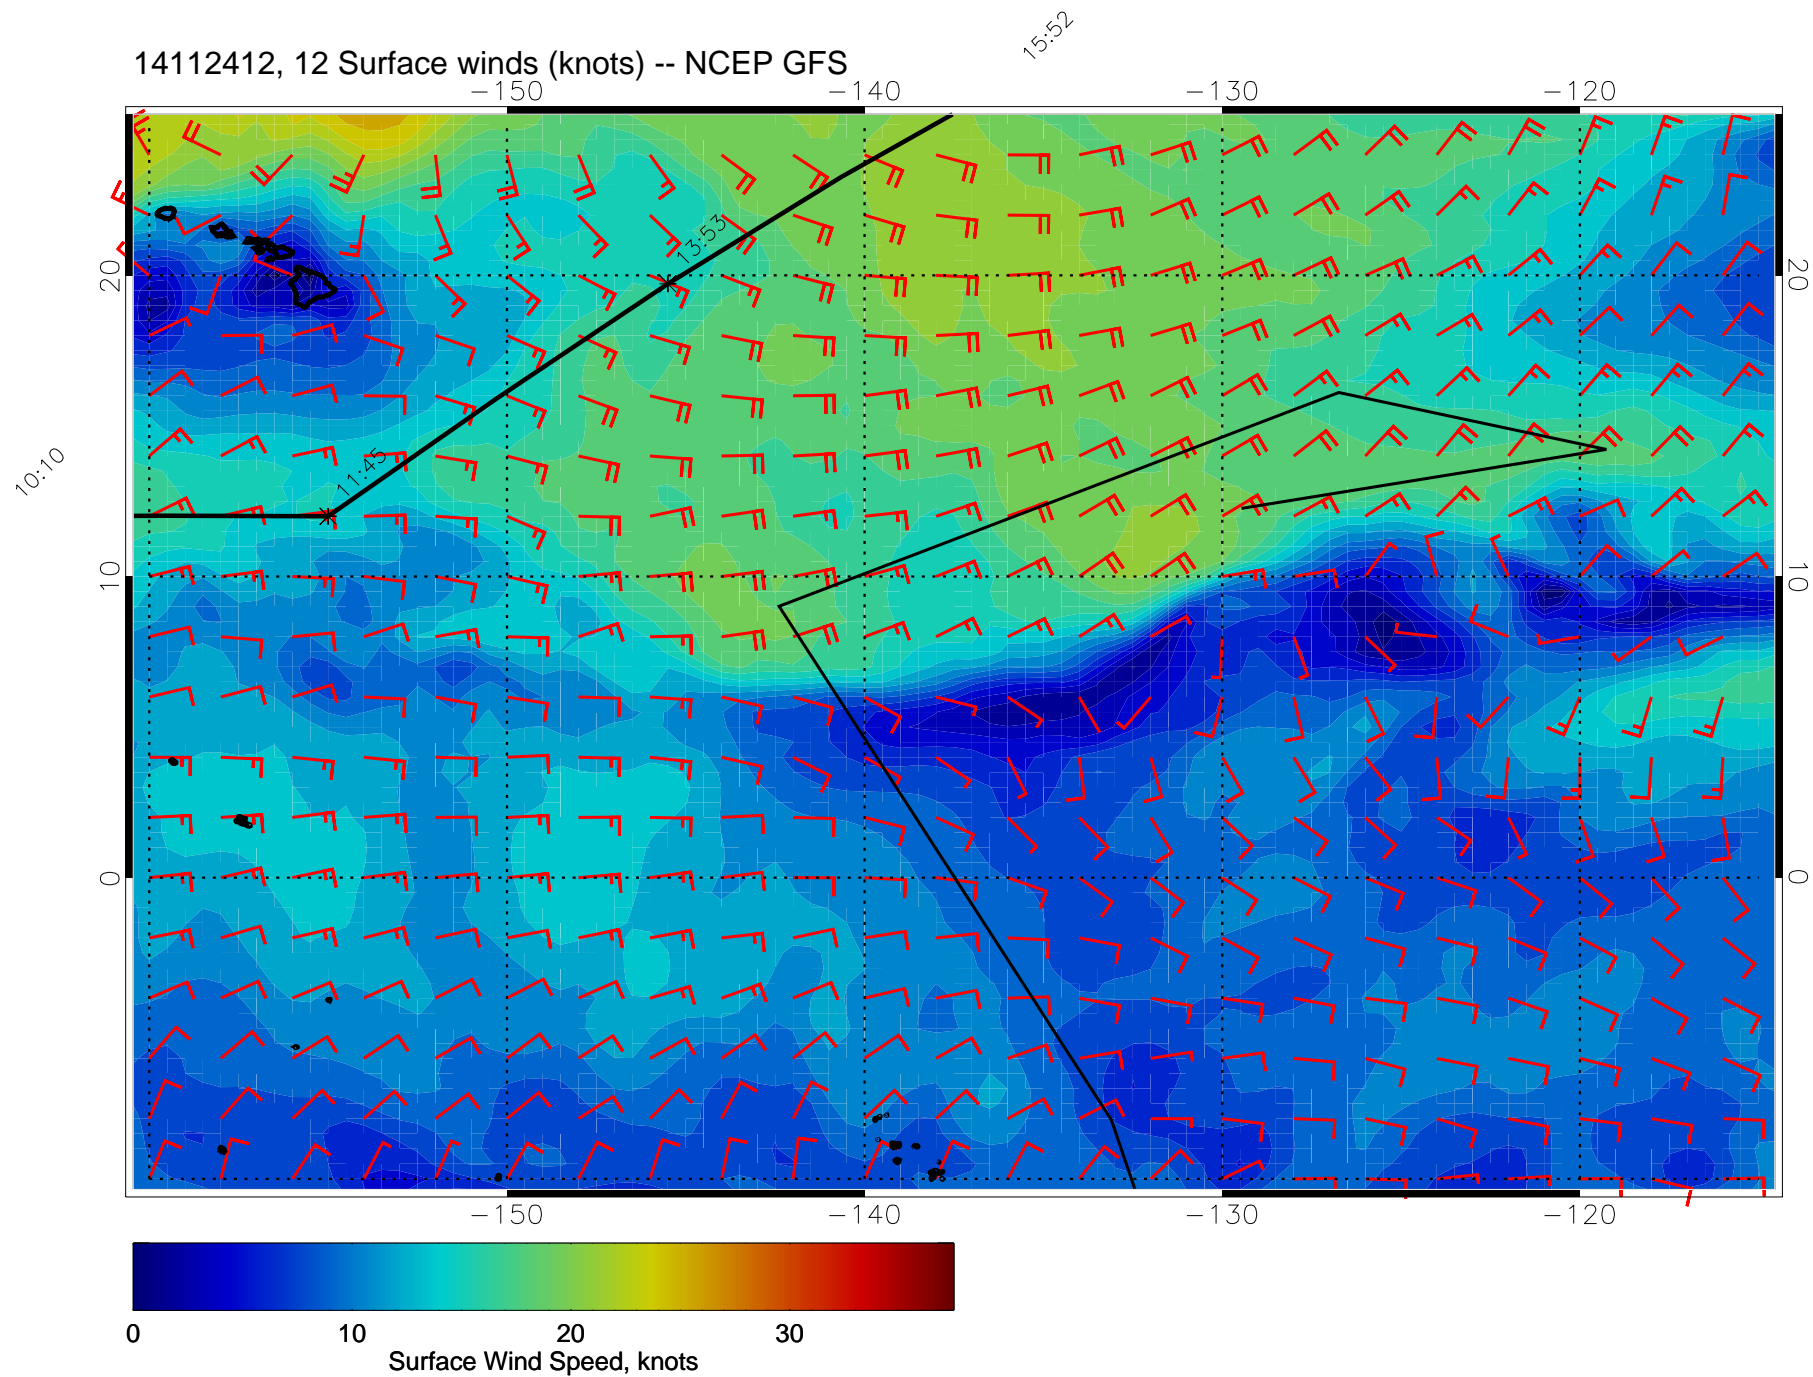 15:52
14112412, 12 Surface winds (knots) -- NCEP GFS
-150 -140 -130 -120
13:53
20 20
11:45
10:10
10 10
0 0
-150 -140 -130 -120
0 10 20 30
Surface Wind Speed, knots